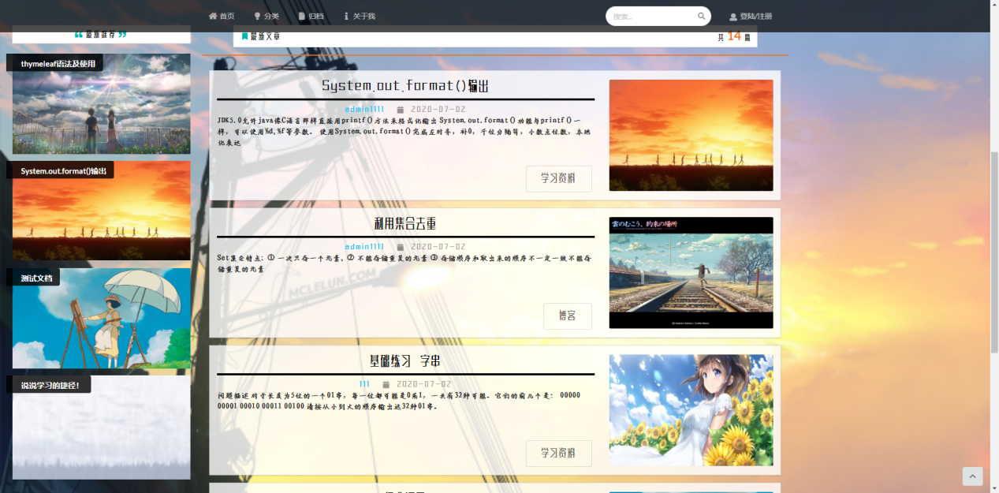 首页 分类 归档 关于我 搜索... 登陆/注册
最新推荐
最新文章
共 14 篇
thymeleaf语法及使用
System.out.format()输出
测试文档
说说学习的捷径!
System.out.format()输出
admin1111 2020-07-02
JDK5.0允许java像C语言那样直接用printf()方法来格式化输出 System.out.format()功能与printf()一
样,可以使用%d,%f等参数。 使用System.out.format()完成左对齐,补0,千位分隔符,小数点位数,本地
化表达
学习资料
利用集合去重
admin1111 2020-07-02
Set集合特点:① 一次只存一个元素,② 不能存储重复的元素 ③ 存储顺序和取出来的顺序不一定一致不能存
储重复的元素
博客
雲のむこう、約束の場所
MCLELUN.COM
基础练习 字串
111 2020-07-02
问题描述 对于长度为5位的一个01串,每一位都可能是0或1,一共有32种可能。它们的前几个是: 00000
00001 00010 00011 00100 请按从小到大的顺序输出这32种01串。
学习资料